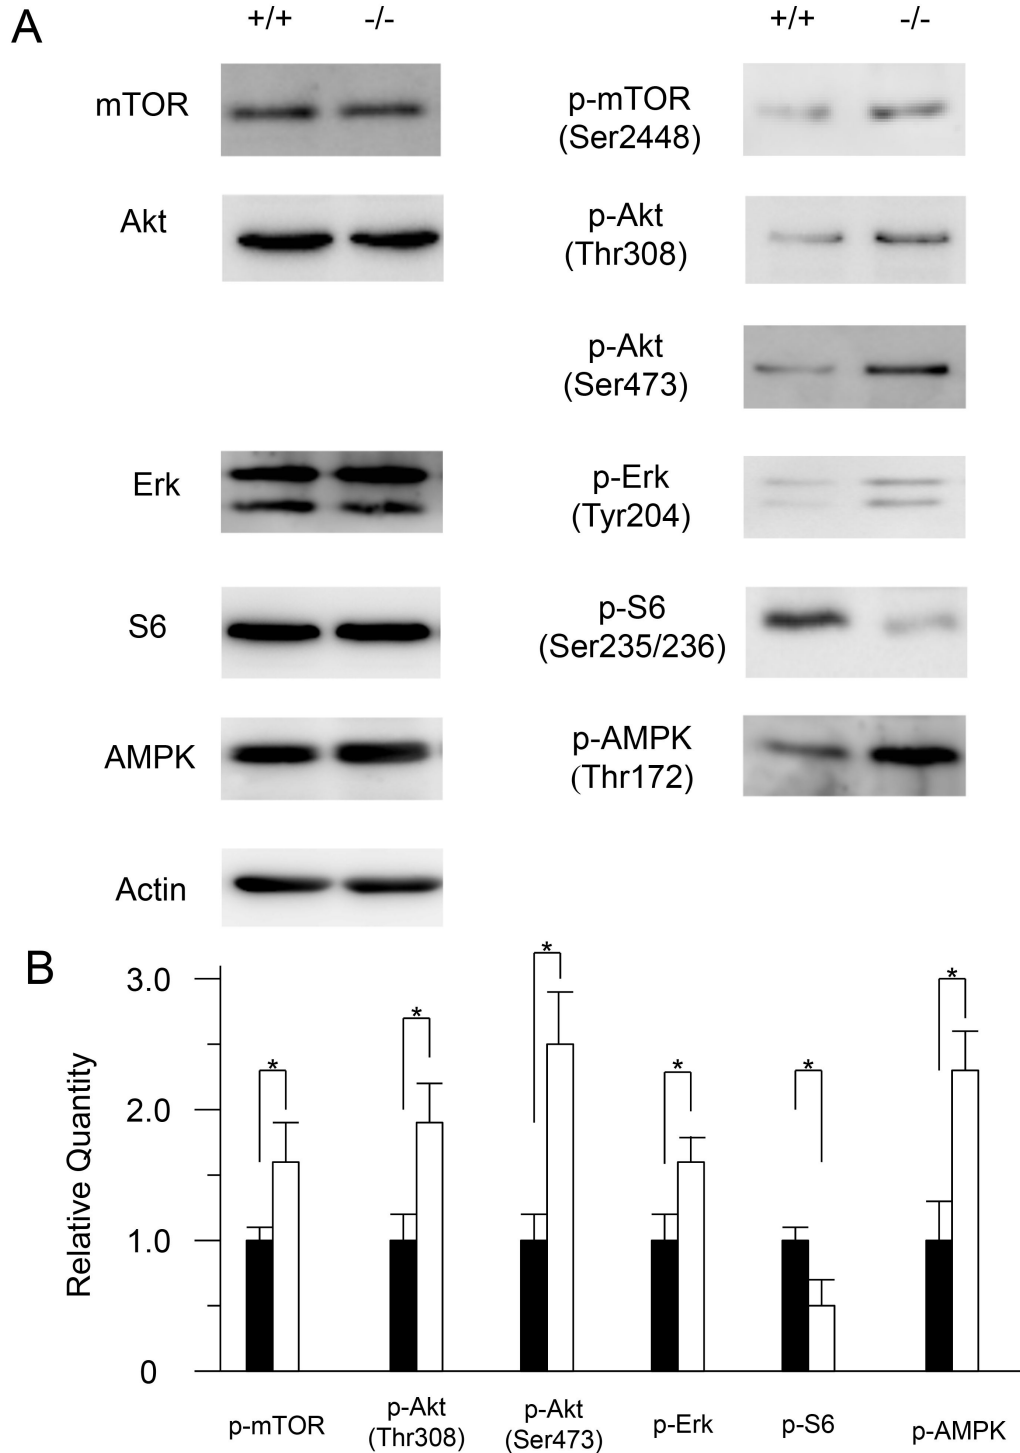 A
+/+ -/- +/+ -/-
mTOR
p-mTOR
(Ser2448)
Akt
p-Akt
(Thr308)
p-Akt
(Ser473)
Erk
p-Erk
(Tyr204)
S6
p-S6
(Ser235/236)
AMPK
p-AMPK
(Thr172)
Actin
B
Relative Quantity
3.0
2.0
1.0
0
* * * * * *
p-mTOR
p-Akt
(Thr308)
p-Akt
(Ser473)
p-Erk
p-S6
p-AMPK